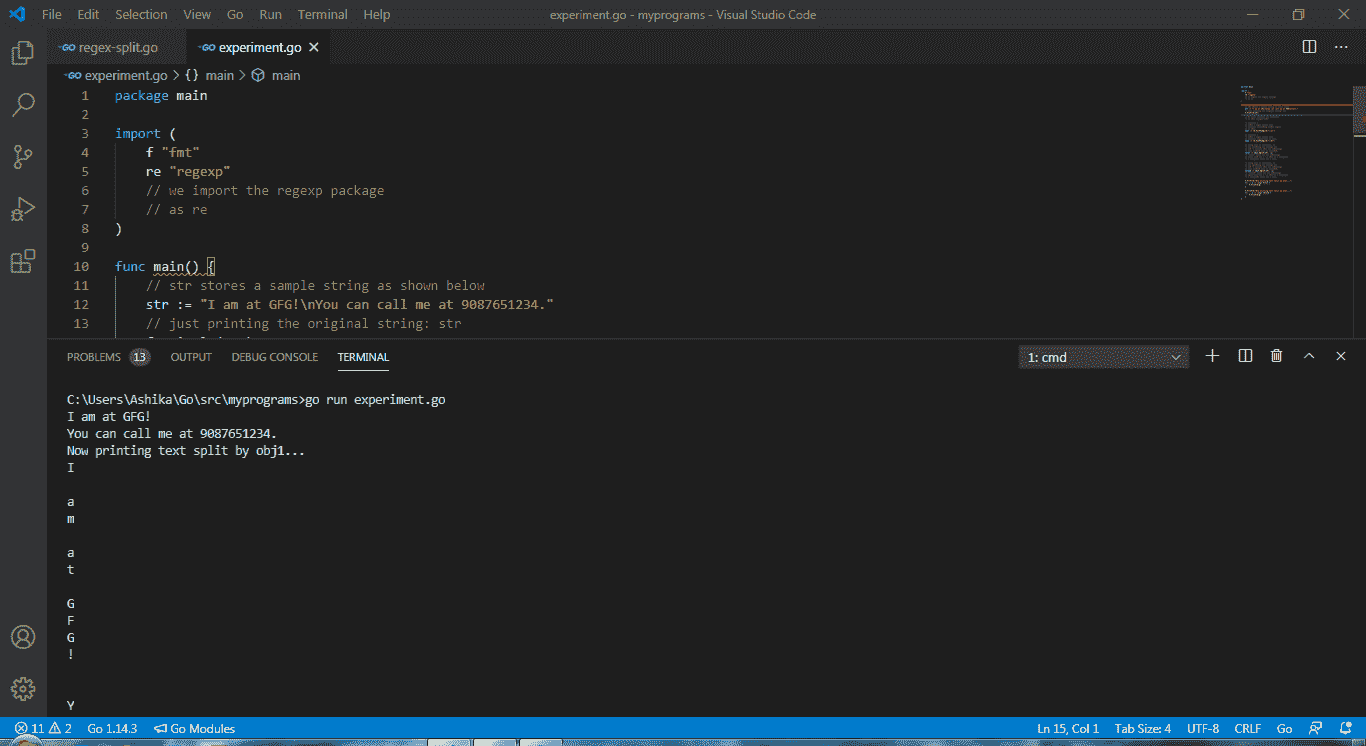 File Edit Selection View Go Run Terminal Help experiment.go - myprograms - Visual Studio Code
GO regex-split.go GO experiment.go
GO experiment.go > {} main > main
1 package main
2
3 import (
4 f "fmt"
5 re "regexp"
6 // we import the regexp package
7 // as re
8 )
9
10 func main() {
11 // str stores a sample string as shown below
12 str := "I am at GFG!\nYou can call me at 9087651234."
13 // just printing the original string: str
PROBLEMS 13 OUTPUT DEBUG CONSOLE TERMINAL 1: cmd
C:\Users\Ashika\Go\src\myprograms>go run experiment.go
I am at GFG!
You can call me at 9087651234.
Now printing text split by obj1...
I
a
m
a
t
G
F
G
!
Y
11 2 Go 1.14.3 Go Modules Ln 15, Col 1 Tab Size: 4 UTF-8 CRLF Go